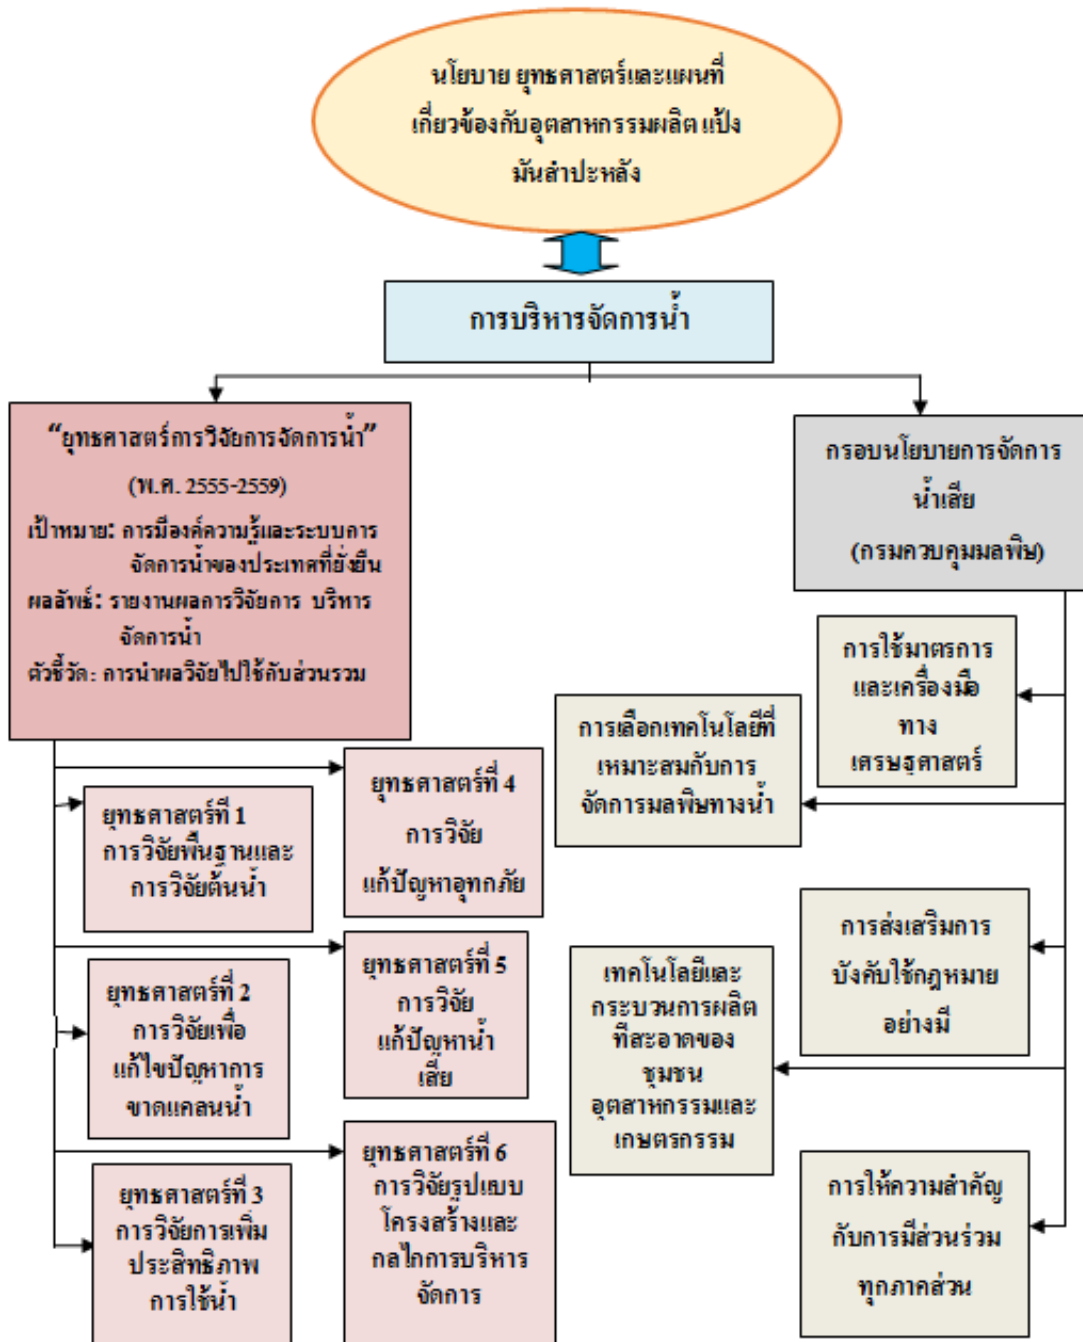 นโยบาย ยุทธศาสตร์และแผนที่
เกี่ยวข้องกับอุตสาหกรรมผลิต แป้ง
มันสำปะหลัง
การบริหารจัดการน้ำ
“ยุทธศาสตร์การวิจัยการจัดการน้ำ”
(พ.ศ. 2555-2559)
เป้าหมาย: การมีองค์ความรู้และระบบการ
จัดการน้ำของประเทศที่ยั่งยืน
ผลลัพธ์: รายงานผลการวิจัยการ บริหาร
จัดการน้ำ
ตัวชี้วัด: การนำผลวิจัยไปใช้กับส่วนรวม
ยุทธศาสตร์ที่ 1
การวิจัยพื้นฐานและ
การวิจัยต้นน้ำ
ยุทธศาสตร์ที่ 2
การวิจัยเพื่อ
แก้ไขปัญหาการ
ขาดแคลนน้ำ
ยุทธศาสตร์ที่ 3
การวิจัยการเพิ่ม
ประสิทธิภาพ
การใช้น้ำ
ยุทธศาสตร์ที่ 4
การวิจัย
แก้ปัญหาอุทกภัย
ยุทธศาสตร์ที่ 5
การวิจัย
แก้ปัญหาน้ำ
เสีย
ยุทธศาสตร์ที่ 6
การวิจัยรูปแบบ
โครงสร้างและ
กลไกการบริหาร
จัดการ
กรอบนโยบายการจัดการ
น้ำเสีย
(กรมควบคุมมลพิษ)
การใช้มาตรการ
และเครื่องมือ
ทาง
เศรษฐศาสตร์
การเลือกเทคโนโลยีที่
เหมาะสมกับการ
จัดการมลพิษทางน้ำ
การส่งเสริมการ
บังคับใช้กฎหมาย
อย่างมี
เทคโนโลยีและ
กระบวนการผลิต
ที่สะอาดของ
ชุมชน
อุตสาหกรรมและ
เกษตรกรรม
การให้ความสำคัญ
กับการมีส่วนร่วม
ทุกภาคส่วน